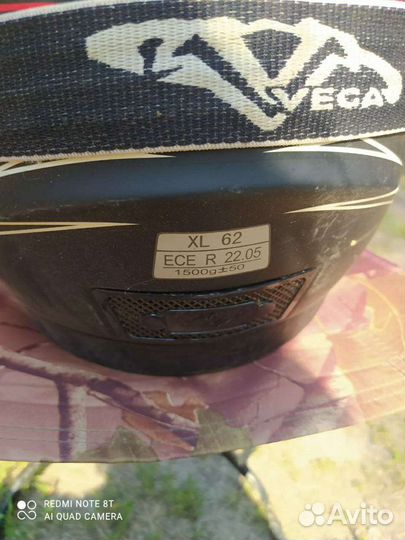 VEGA
XL 62
ECE R 22.05
1500g±50
REDMI NOTE 8T
AI QUAD CAMERA
Avito